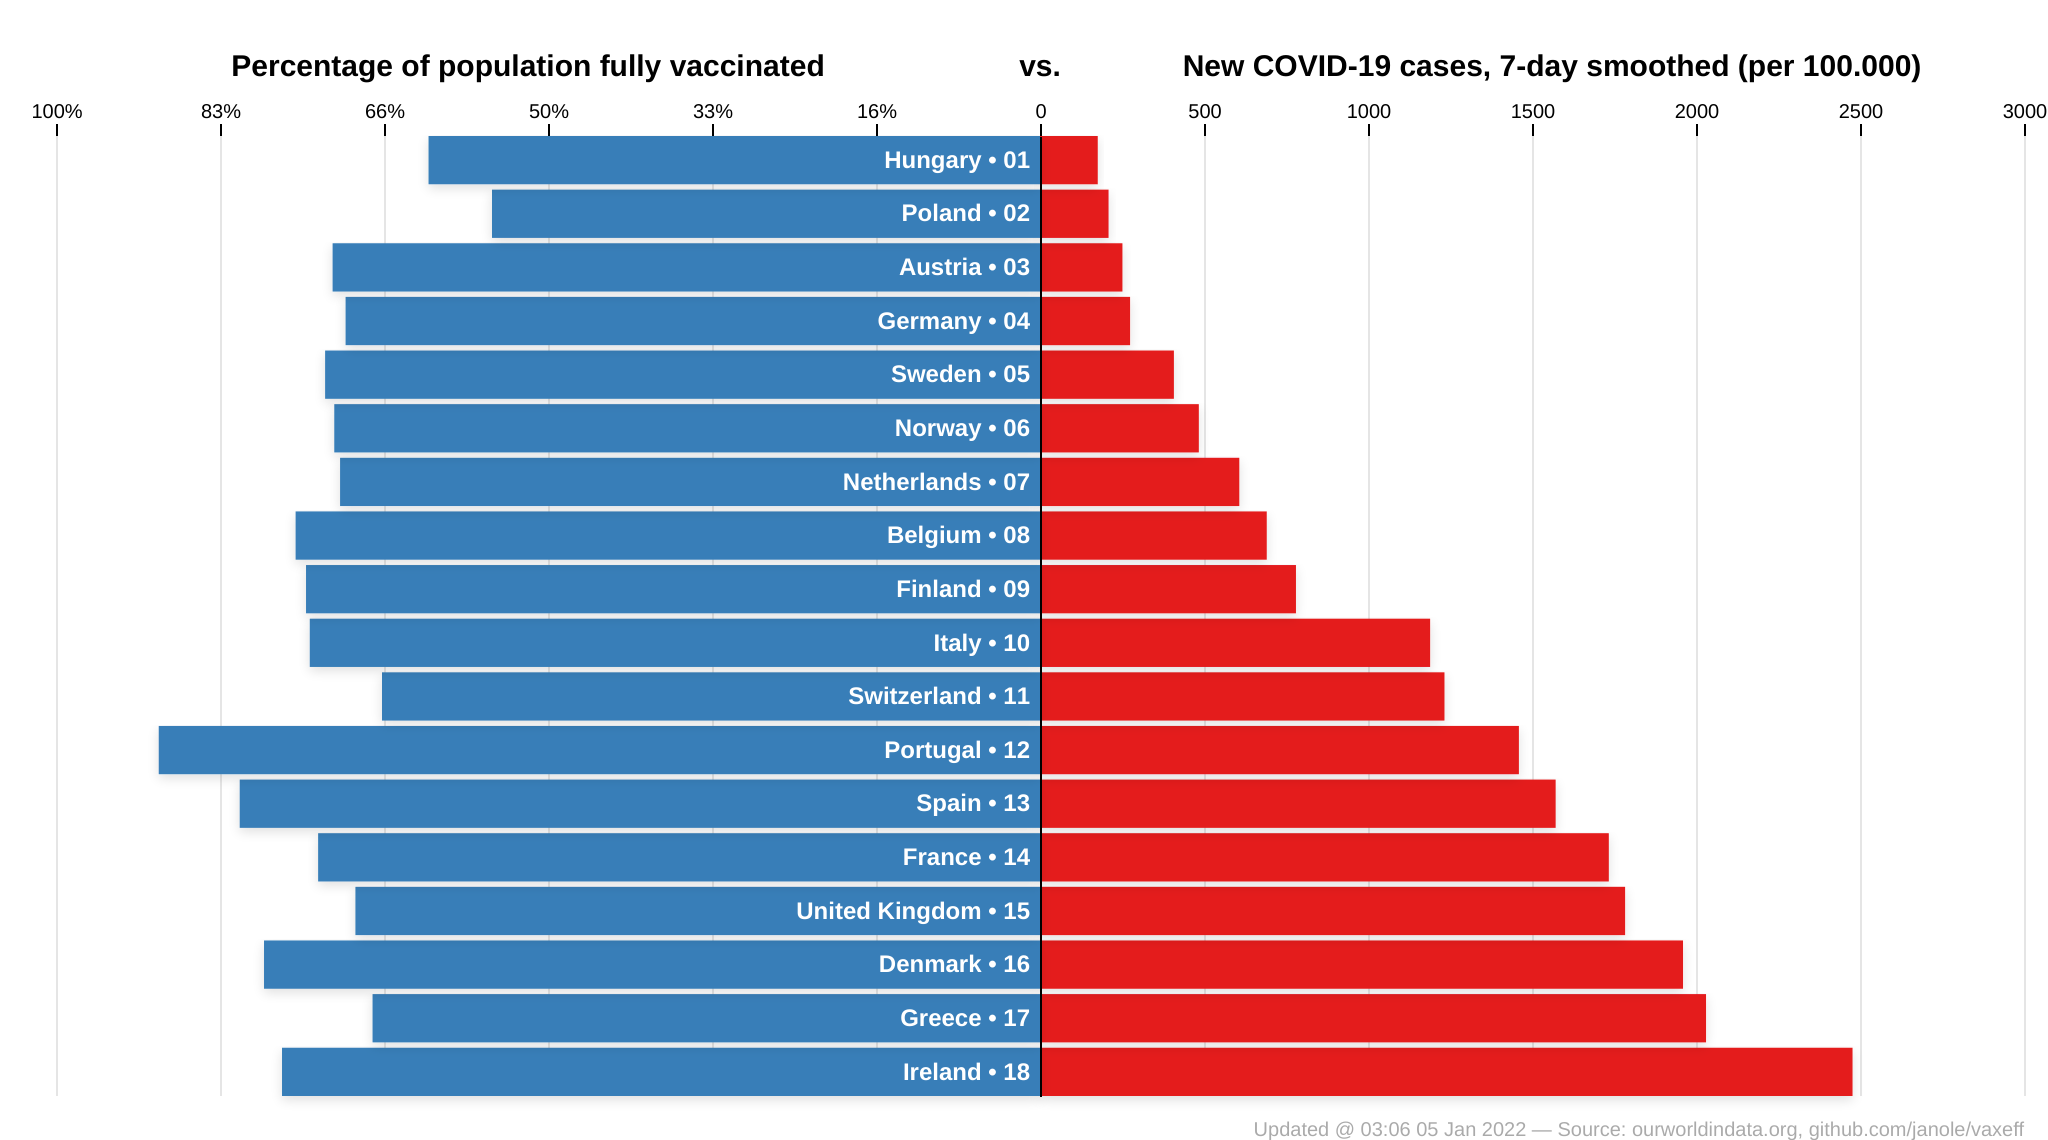 Percentage of population fully vaccinated vs. New COVID-19 cases, 7-day smoothed (per 100.000)
100% 83% 66% 50% 33% 16% 0 500 1000 1500 2000 2500 3000
Hungary • 01
Poland • 02
Austria • 03
Germany • 04
Sweden • 05
Norway • 06
Netherlands • 07
Belgium • 08
Finland • 09
Italy • 10
Switzerland • 11
Portugal • 12
Spain • 13
France • 14
United Kingdom • 15
Denmark • 16
Greece • 17
Ireland • 18
Updated @ 03:06 05 Jan 2022 — Source: ourworldindata.org, github.com/janole/vaxeff